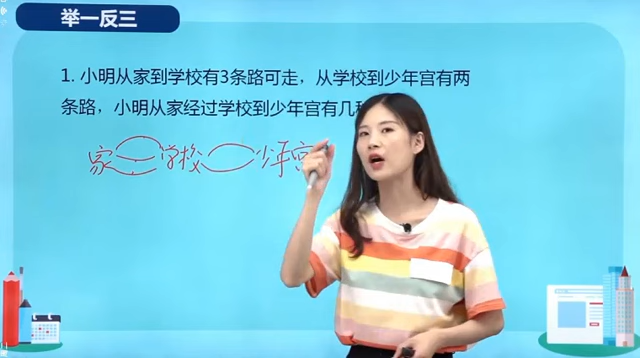 举一反三
1. 小明从家到学校有3条路可走，从学校到少年宫有两
条路，小明从家经过学校到少年宫有几
家 学校 少年宫